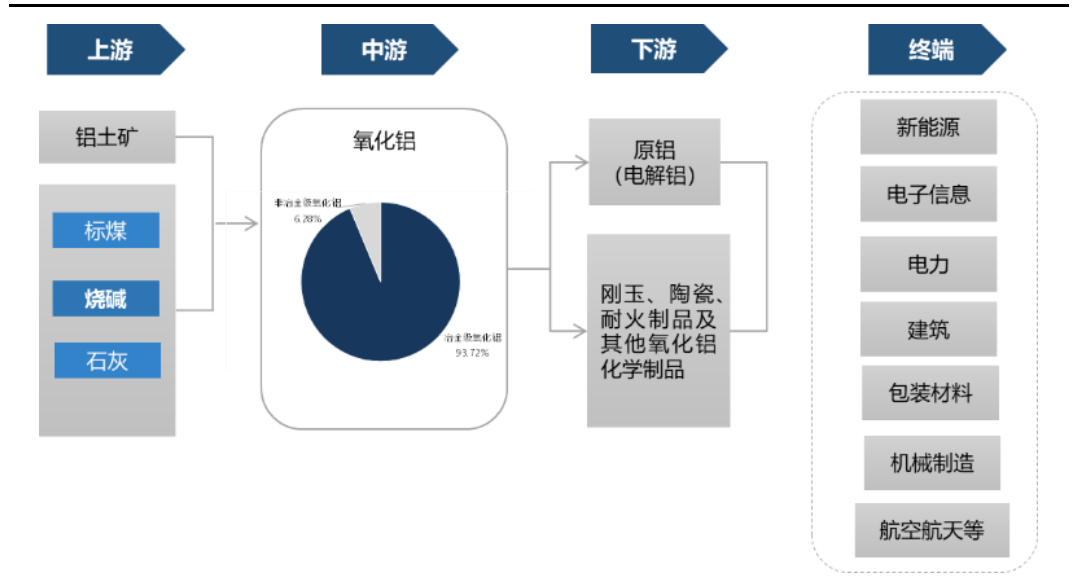 上游
中游
下游
终端
铝土矿
标煤
烧碱
石灰
氧化铝
非冶金级氧化铝
6.28%
冶金级氧化铝
93.72%
原铝
(电解铝)
刚玉、陶瓷、
耐火制品及
其他氧化铝
化学制品
新能源
电子信息
电力
建筑
包装材料
机械制造
航空航天等